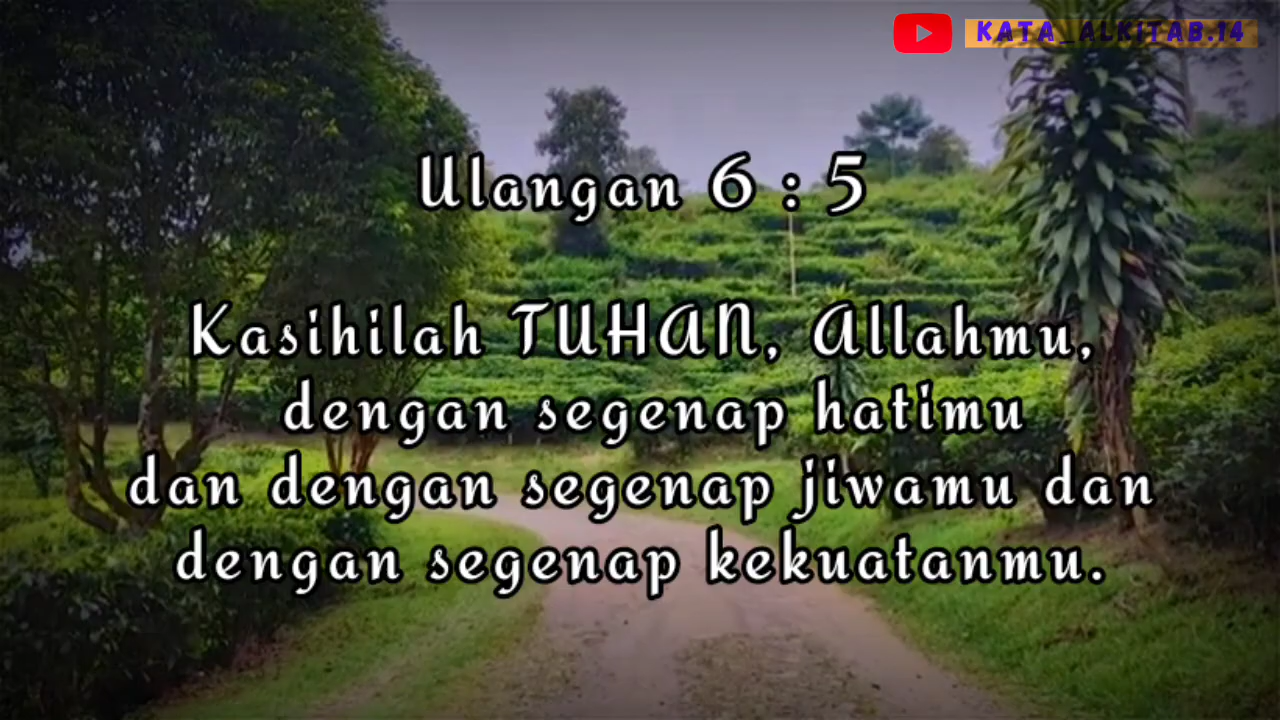 KATA_ALKITAB.14
Ulangan 6 : 5
Kasihilah TUHAN, Allahmu,
dengan segenap hatimu
dan dengan segenap jiwamu dan
dengan segenap kekuatanmu.